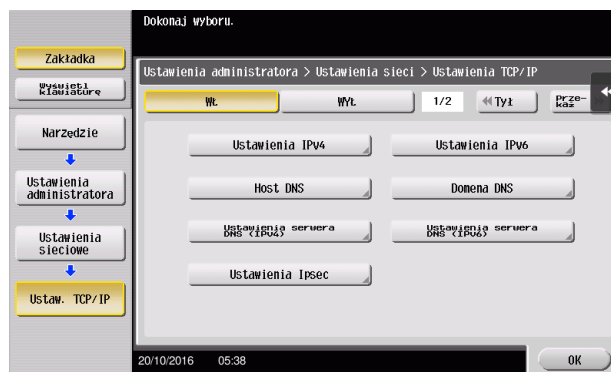 Dokonaj wyboru.
Zakładka
Wyświetl
klawiaturę
Narzędzie
Ustawienia
administratora
Ustawienia
sieciowe
Ustaw. TCP/IP
Ustawienia administratora > Ustawienia sieci > Ustawienia TCP/IP
WŁ. WYŁ. 1/2 Tył Prze-
każ
Ustawienia IPv4 Ustawienia IPv6
Host DNS Domena DNS
Ustawienia serwera
DNS (IPv4)
Ustawienia serwera
DNS (IPv6)
Ustawienia Ipsec
20/10/2016 05:38 OK